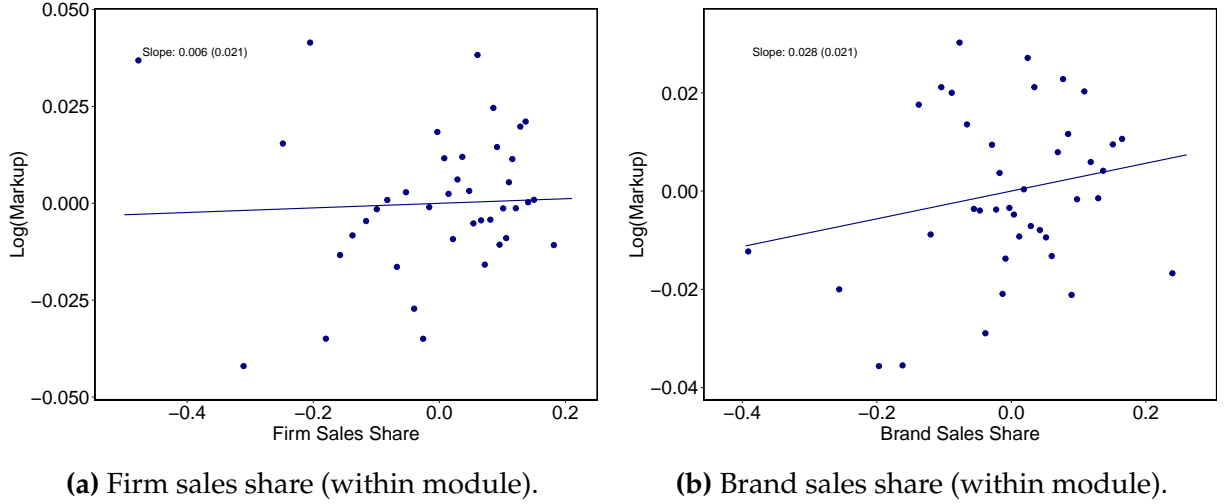 0.050
0.025
0.000
−0.025
−0.050
Log(Markup)
Slope: 0.006 (0.021)
−0.4
−0.2
0.0
0.2
Firm Sales Share
(a) Firm sales share (within module).
0.02
0.00
−0.02
−0.04
Log(Markup)
Slope: 0.028 (0.021)
−0.4
−0.2
0.0
0.2
Brand Sales Share
(b) Brand sales share (within module).